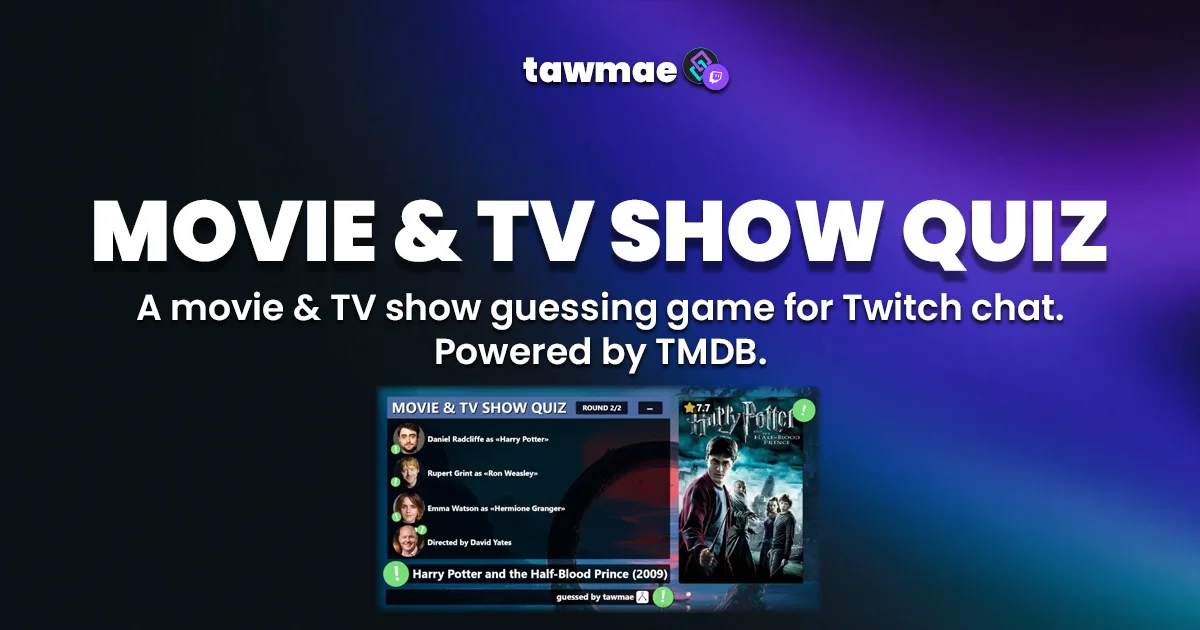 tawmae
MOVIE & TV SHOW QUIZ
A movie & TV show guessing game for Twitch chat.
Powered by TMDB.
MOVIE & TV SHOW QUIZ
ROUND 2/2
–
Daniel Radcliffe as «Harry Potter»
Rupert Grint as «Ron Weasley»
Emma Watson as «Hermione Granger»
Directed by David Yates
! Harry Potter and the Half-Blood Prince (2009)
guessed by tawmae !
7.7
!
Harry Potter
AND THE
HALF-BLOOD
PRINCE